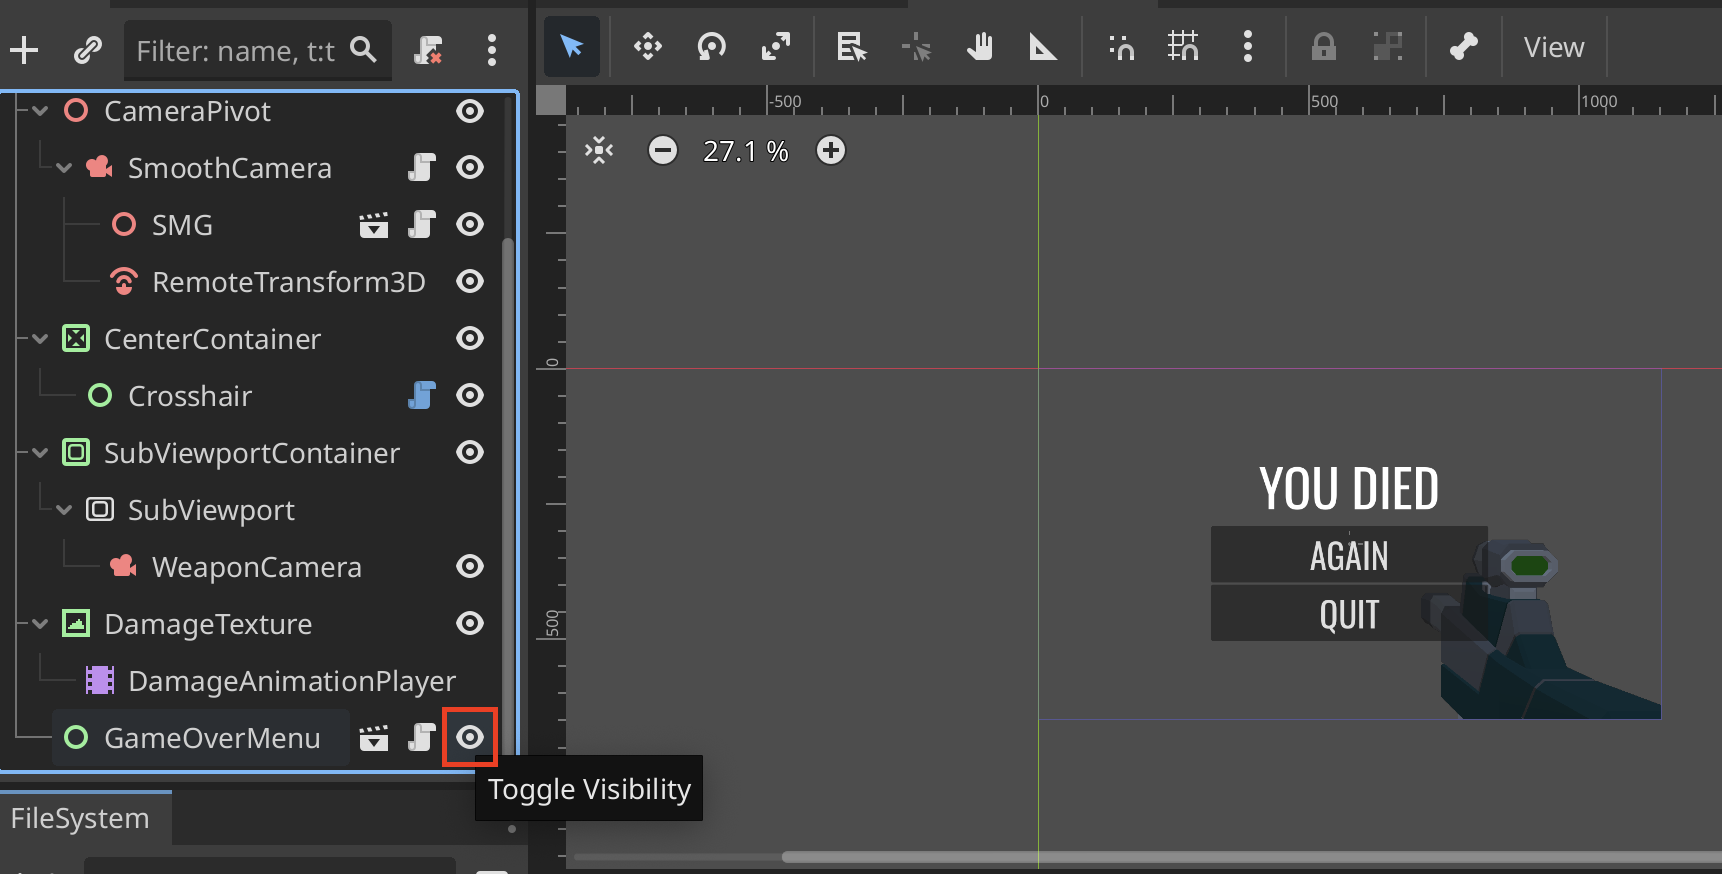 Filter: name, t:t
View
CameraPivot
SmoothCamera
SMG
RemoteTransform3D
CenterContainer
Crosshair
SubViewportContainer
SubViewport
WeaponCamera
DamageTexture
DamageAnimationPlayer
GameOverMenu
Toggle Visibility
FileSystem
-500
0
500
1000
27.1 %
0
500
YOU DIED
AGAIN
QUIT